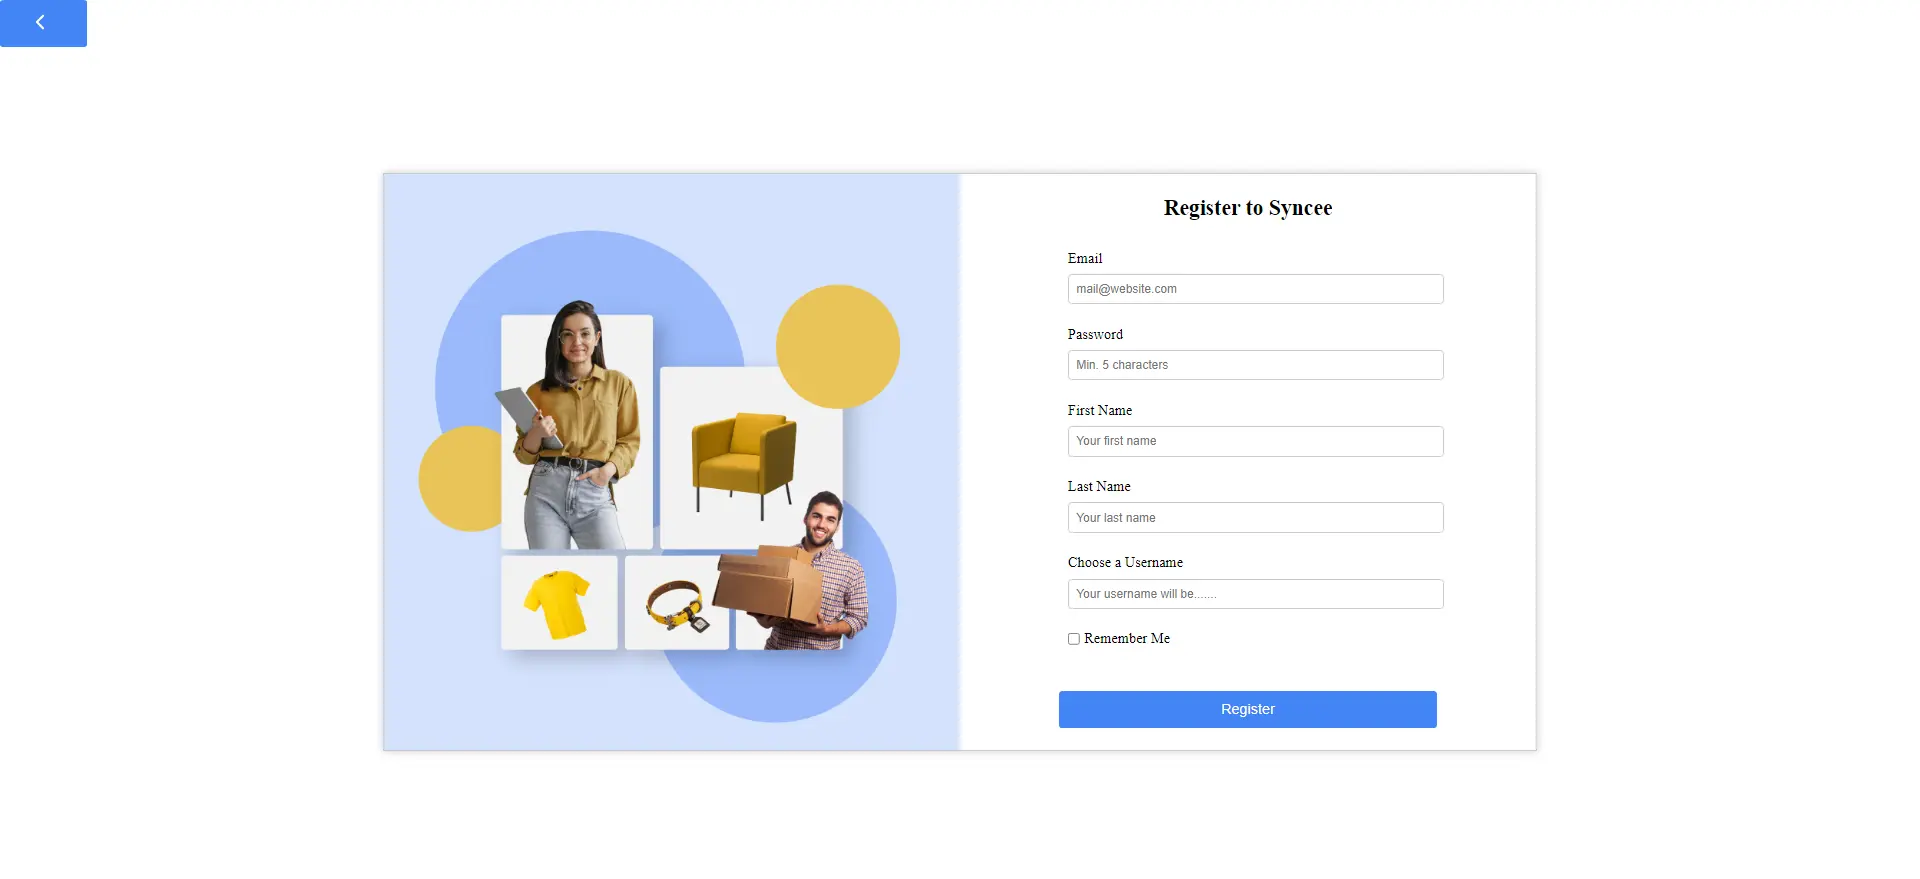 Register to Syncee
Email
mail@website.com
Password
Min. 5 characters
First Name
Your first name
Last Name
Your last name
Choose a Username
Your username will be.......
Remember Me
Register